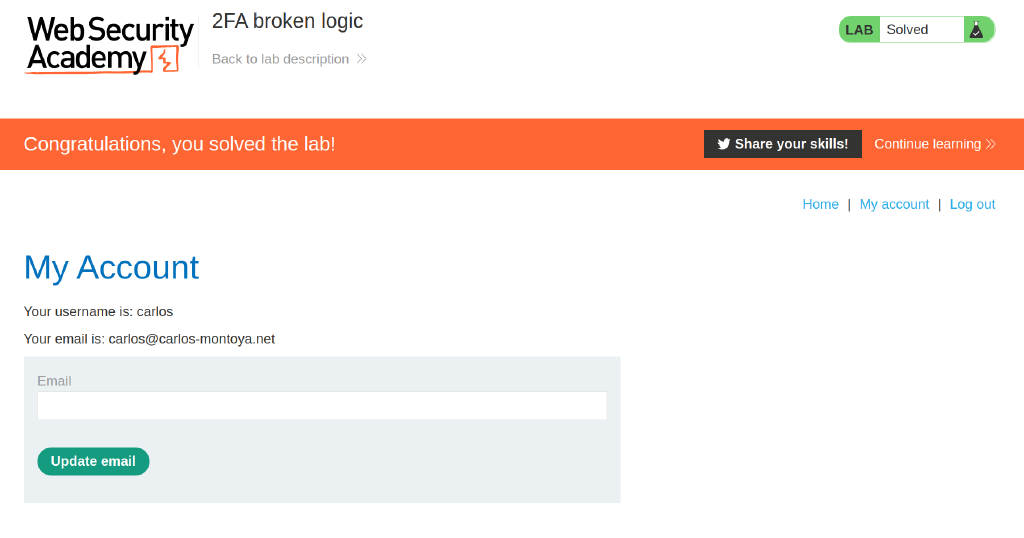 Web Security
Academy
2FA broken logic
Back to lab description
LAB Solved
Congratulations, you solved the lab!
Share your skills!
Continue learning
Home | My account | Log out
My Account
Your username is: carlos
Your email is: carlos@carlos-montoya.net
Email
Update email